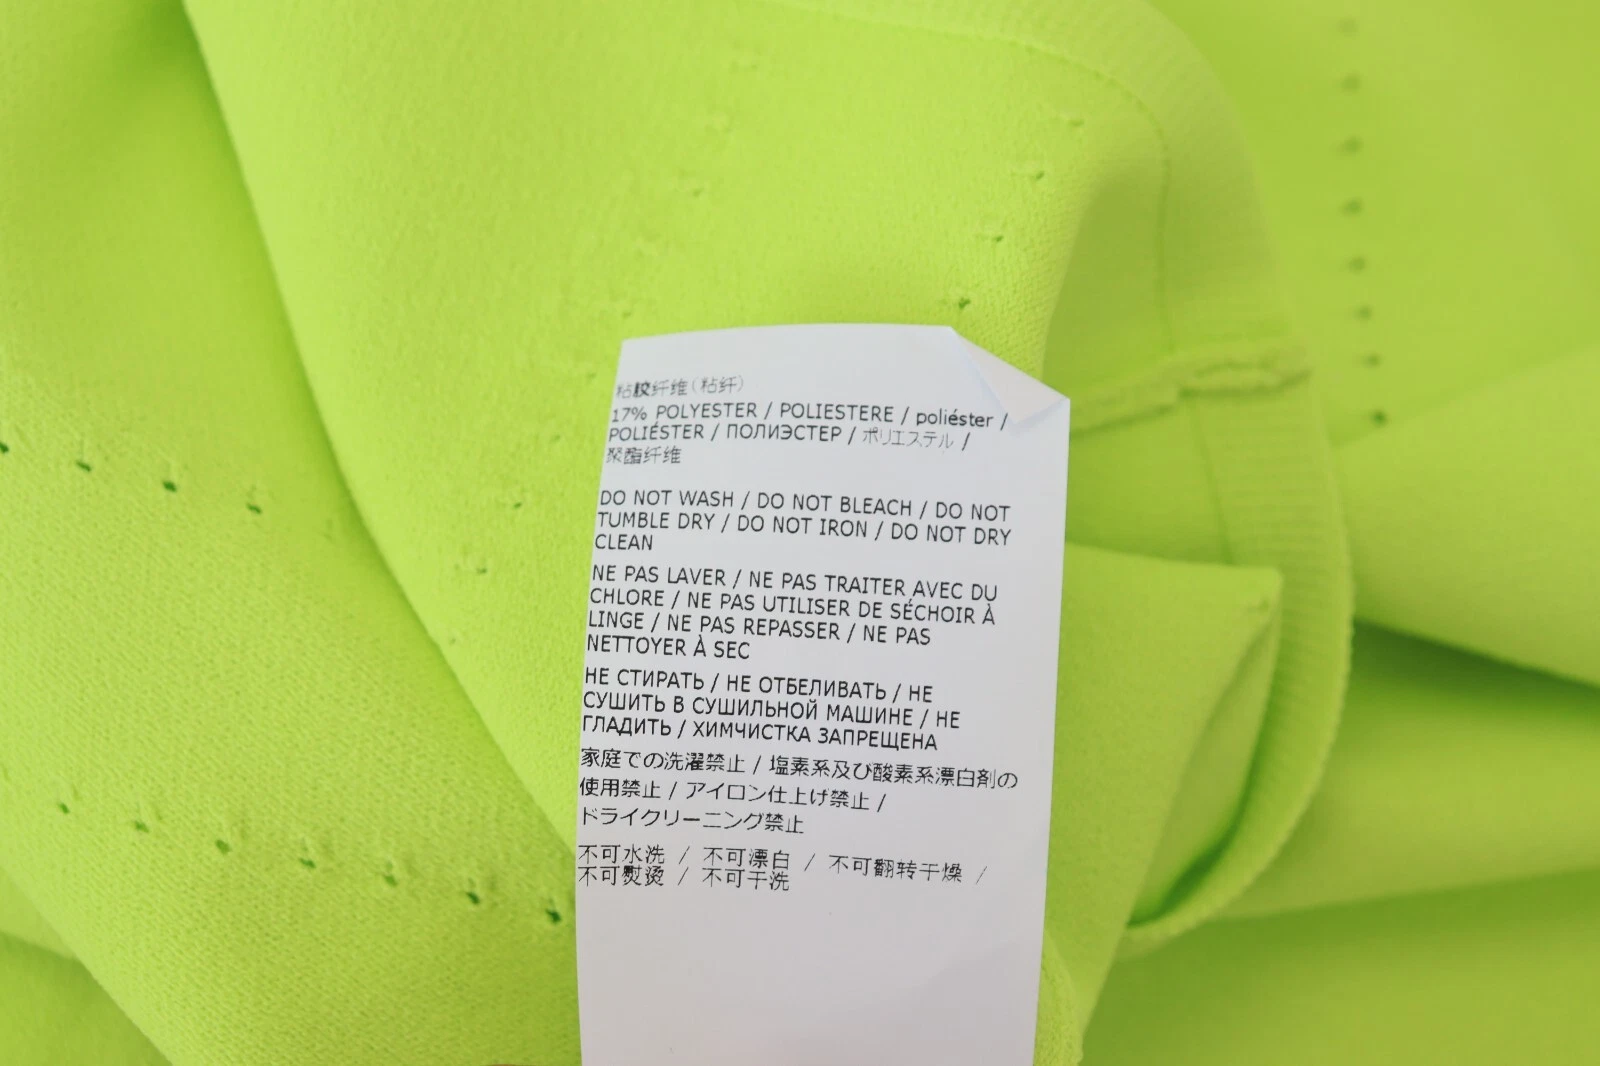 粘胶纤维(粘纤)
17% POLYESTER / POLIESTERE / poliéster /
POLIÉSTER / ПОЛИЭСТЕР / ポリエステル /
聚酯纤维
DO NOT WASH / DO NOT BLEACH / DO NOT
TUMBLE DRY / DO NOT IRON / DO NOT DRY
CLEAN
NE PAS LAVER / NE PAS TRAITER AVEC DU
CHLORE / NE PAS UTILISER DE SÉCHOIR À
LINGE / NE PAS REPASSER / NE PAS
NETTOYER À SEC
НЕ СТИРАТЬ / НЕ ОТБЕЛИВАТЬ / НЕ
СУШИТЬ В СУШИЛЬНОЙ МАШИНЕ / НЕ
ГЛАДИТЬ / ХИМЧИСТКА ЗАПРЕЩЕНА
家庭での洗濯禁止 / 塩素系及び酸素系漂白剤の
使用禁止 / アイロン仕上げ禁止 /
ドライクリーニング禁止
不可水洗 / 不可漂白 / 不可翻转干燥 /
不可熨烫 / 不可干洗